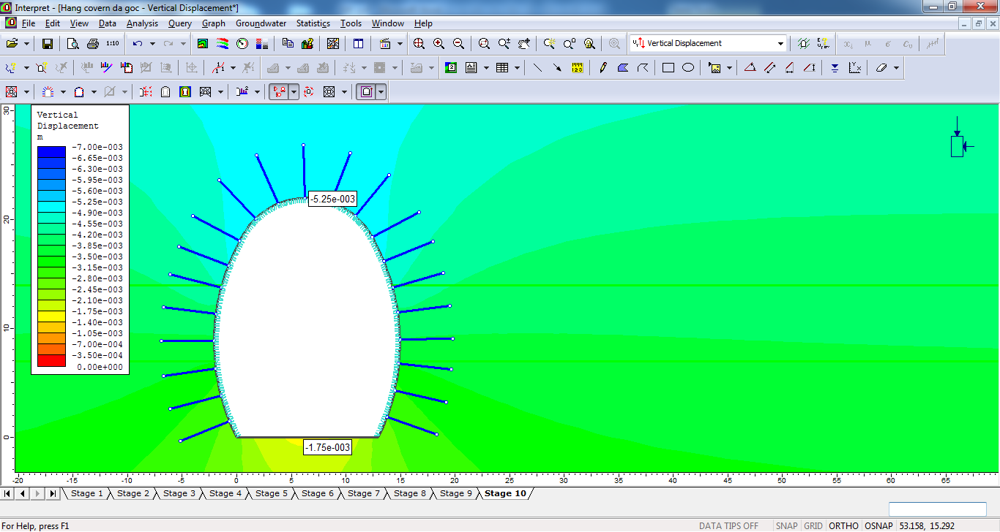 Interpret - [Hang covern da goc - Vertical Displacement*]
File Edit View Data Analysis Query Graph Groundwater Statistics Tools Window Help
1:10
Vertical Displacement
Vertical
Displacement
m
-7.00e-003
-6.65e-003
-6.30e-003
-5.95e-003
-5.60e-003
-5.25e-003
-4.90e-003
-4.55e-003
-4.20e-003
-3.85e-003
-3.50e-003
-3.15e-003
-2.80e-003
-2.45e-003
-2.10e-003
-1.75e-003
-1.40e-003
-1.05e-003
-7.00e-004
-3.50e-004
0.00e+000
30
20
10
0
-5.25e-003
-1.75e-003
-20 -15 -10 -5 0 5 10 15 20 25 30 35 40 45 50 55 60 65
Stage 1 Stage 2 Stage 3 Stage 4 Stage 5 Stage 6 Stage 7 Stage 8 Stage 9 Stage 10
For Help, press F1
DATA TIPS OFF SNAP GRID ORTHO OSNAP 53.158, 15.292